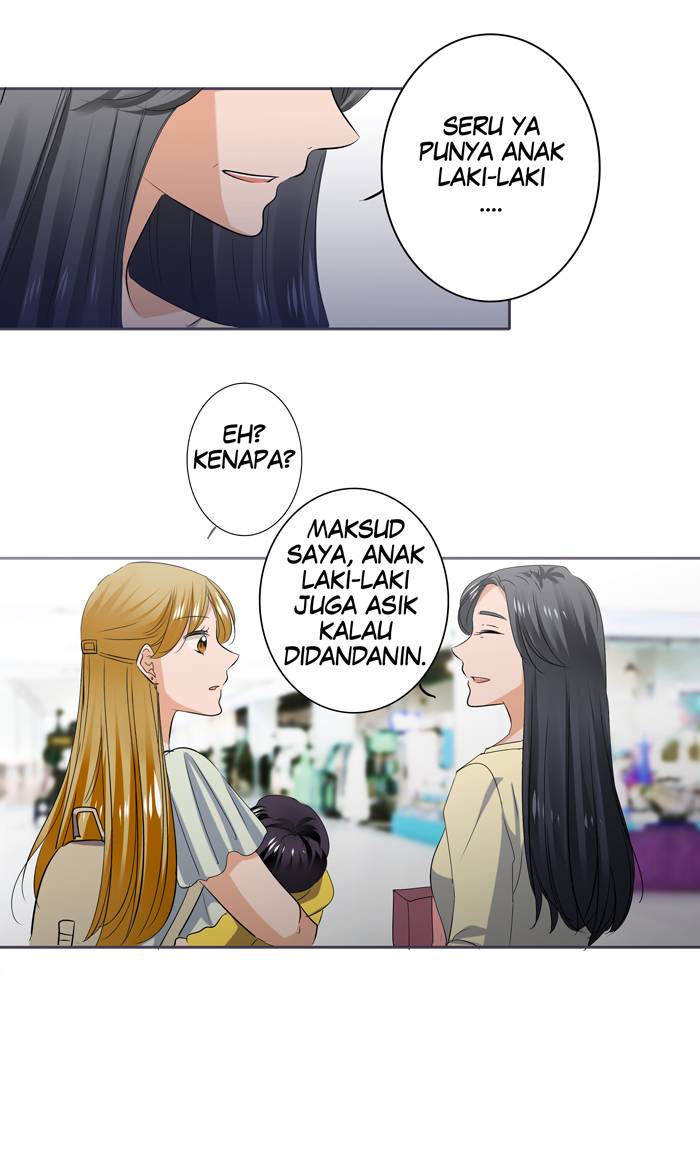 SERU YA
PUNYA ANAK
LAKI-LAKI
....
EH?
KENAPA?
MAKSUD
SAYA, ANAK
LAKI-LAKI
JUGA ASIK
KALAU
DIDANDANIN.